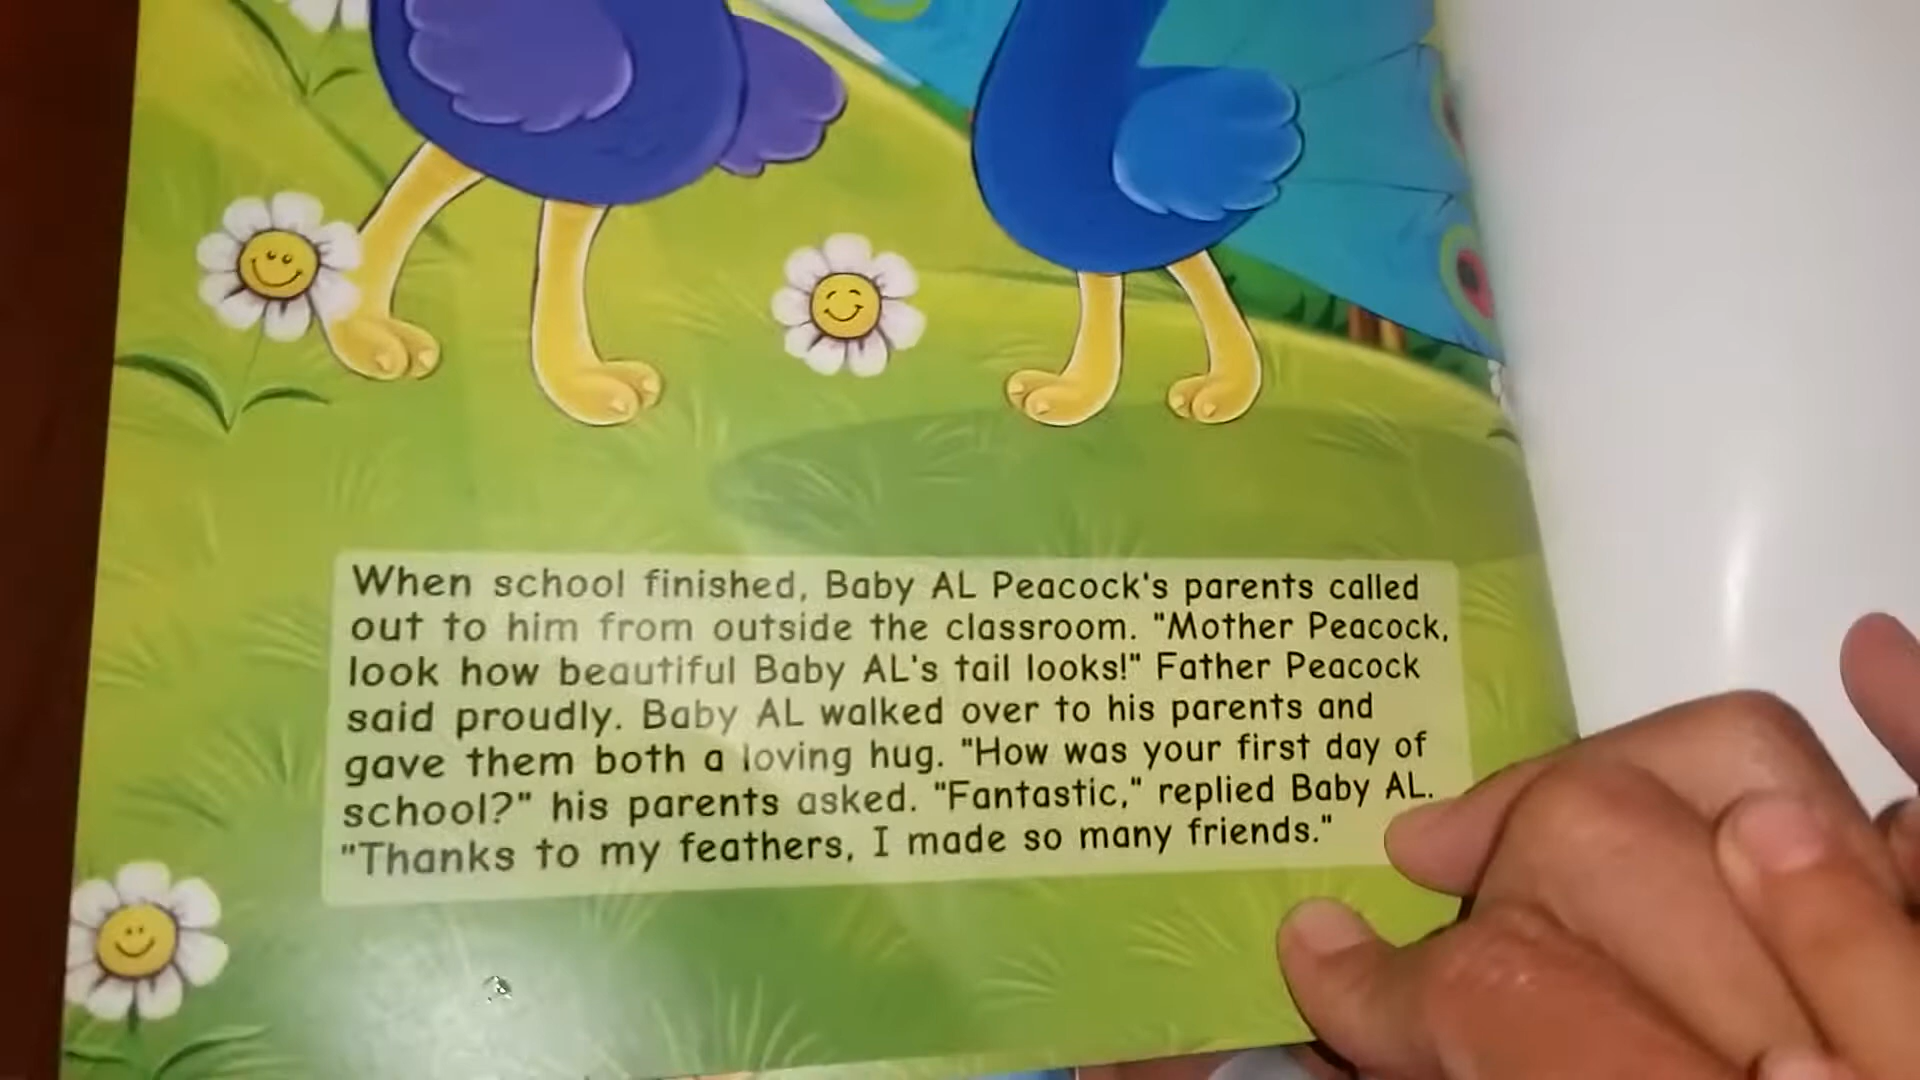 When school finished, Baby AL Peacock's parents called
out to him from outside the classroom. "Mother Peacock,
look how beautiful Baby AL's tail looks!" Father Peacock
said proudly. Baby AL walked over to his parents and
gave them both a loving hug. "How was your first day of
school?" his parents asked. "Fantastic," replied Baby AL.
"Thanks to my feathers, I made so many friends."